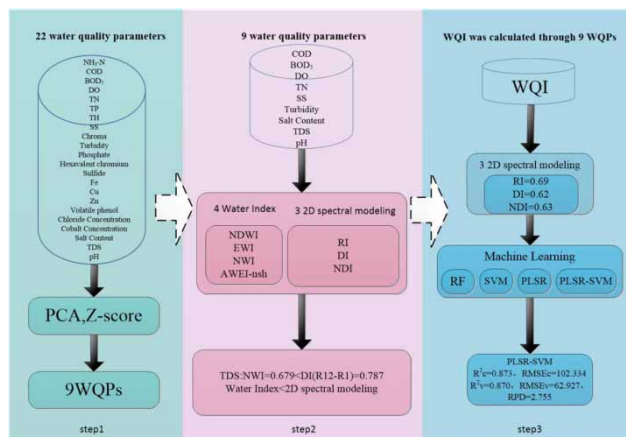 22 water quality parameters
NH₃-N
COD
BOD₅
DO
TN
TP
TH
SS
Chroma
Turbidity
Phosphate
Hexavalent chromium
Sulfide
Fe
Cu
Zn
Volatile phenol
Chloride Concentration
Cobalt Concentration
Salt Content
TDS
pH
PCA,Z-score
9WQPs
step1
9 water quality parameters
COD
BOD₅
DO
TN
SS
Turbidity
Salt Content
TDS
pH
4 Water Index
NDWI
EWI
NWI
AWEI-nsh
3 2D spectral modeling
RI
DI
NDI
TDS:NWI=0.679<DI(R12-R1)=0.787
Water Index<2D spectral modeling
step2
WQI was calculated through 9 WQPs
WQI
3 2D spectral modeling
RI=0.69
DI=0.62
NDI=0.63
Machine Learning
RF
SVM
PLSR
PLSR-SVM
PLSR-SVM
R²c=0.873, RMSEc=102.334
R²v=0.870, RMSEv=62.927,
RPD=2.755
step3